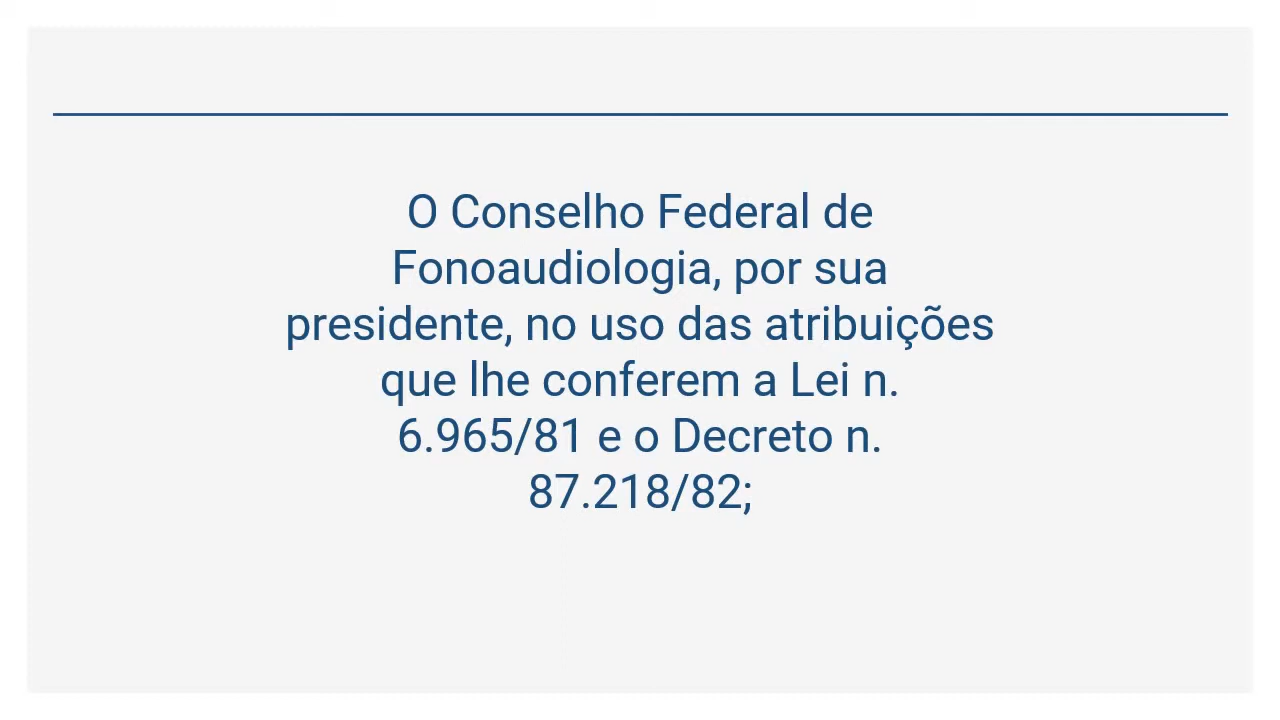 O Conselho Federal de
Fonoaudiologia, por sua
presidente, no uso das atribuições
que lhe conferem a Lei n.
6.965/81 e o Decreto n.
87.218/82;